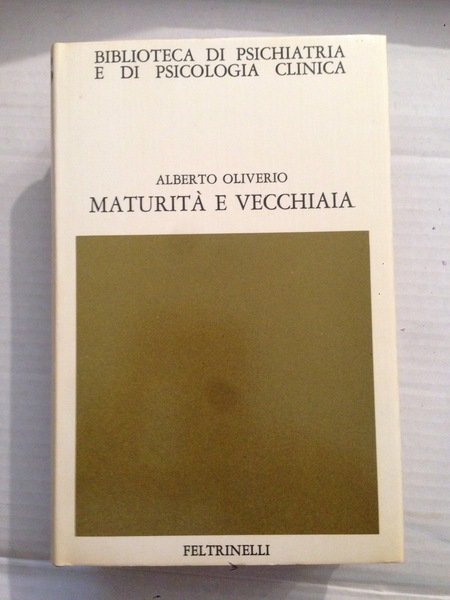 BIBLIOTECA DI PSICHIATRIA
E DI PSICOLOGIA CLINICA
ALBERTO OLIVERIO
MATURITÀ E VECCHIAIA
FELTRINELLI